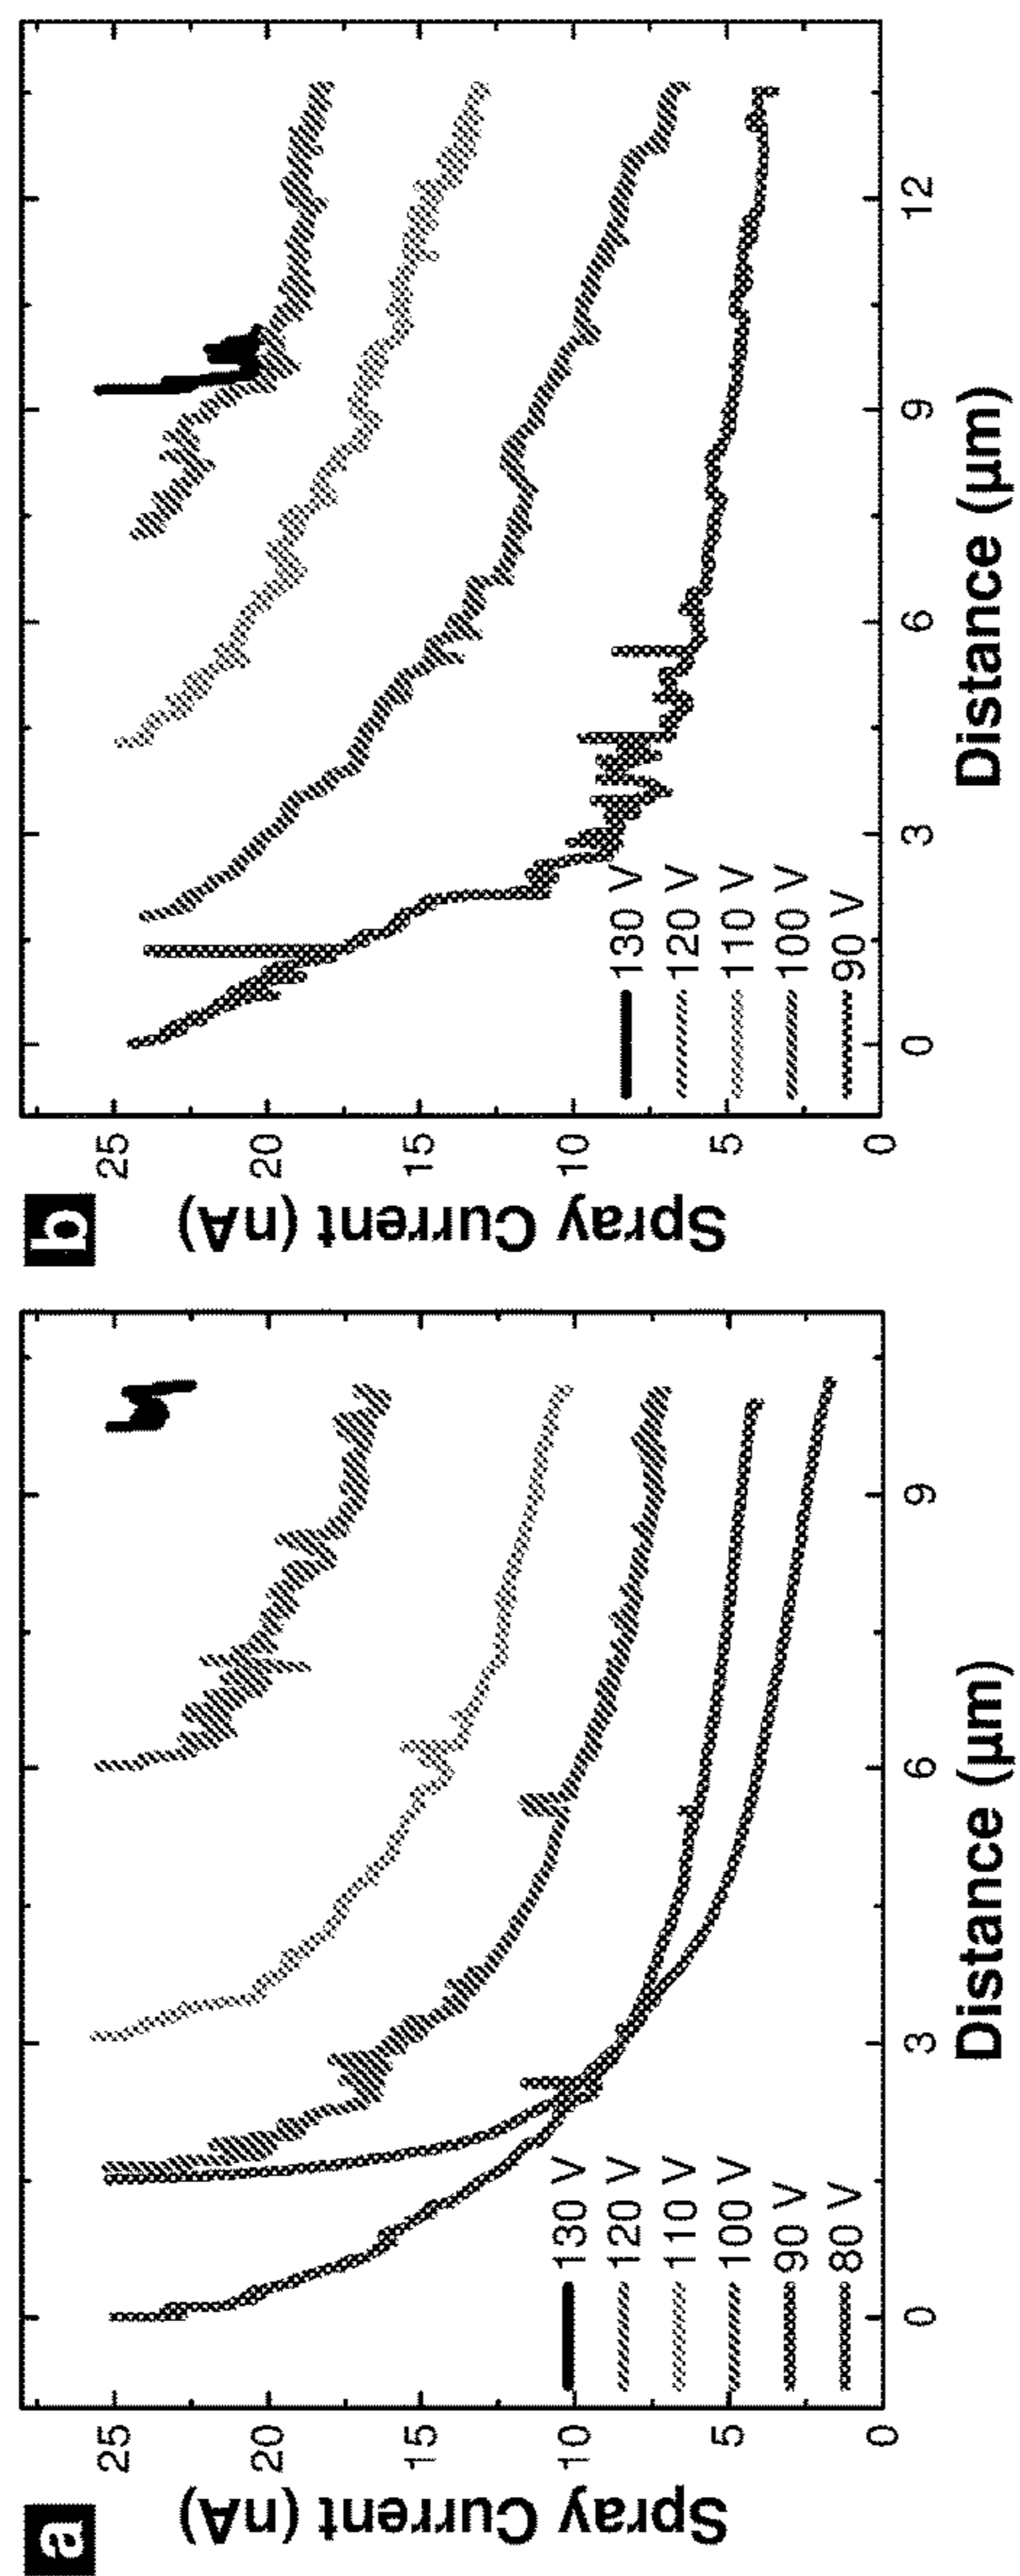 a
Spray Current (nA)
25
20
15
10
5
0
130 V
120 V
110 V
100 V
90 V
80 V
0 3 6 9
Distance (µm)
b
Spray Current (nA)
25
20
15
10
5
0
130 V
120 V
110 V
100 V
90 V
0 3 6 9 12
Distance (µm)